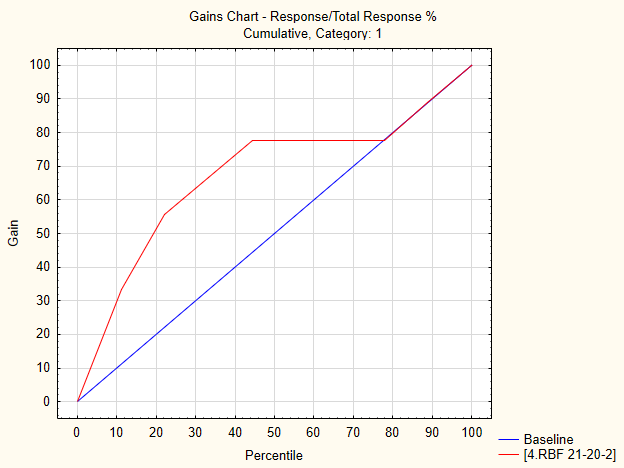 Gains Chart - Response/Total Response %
Cumulative, Category: 1
100
90
80
70
60
50
40
30
20
10
0
Gain
0 10 20 30 40 50 60 70 80 90 100
Percentile
Baseline
[4.RBF 21-20-2]